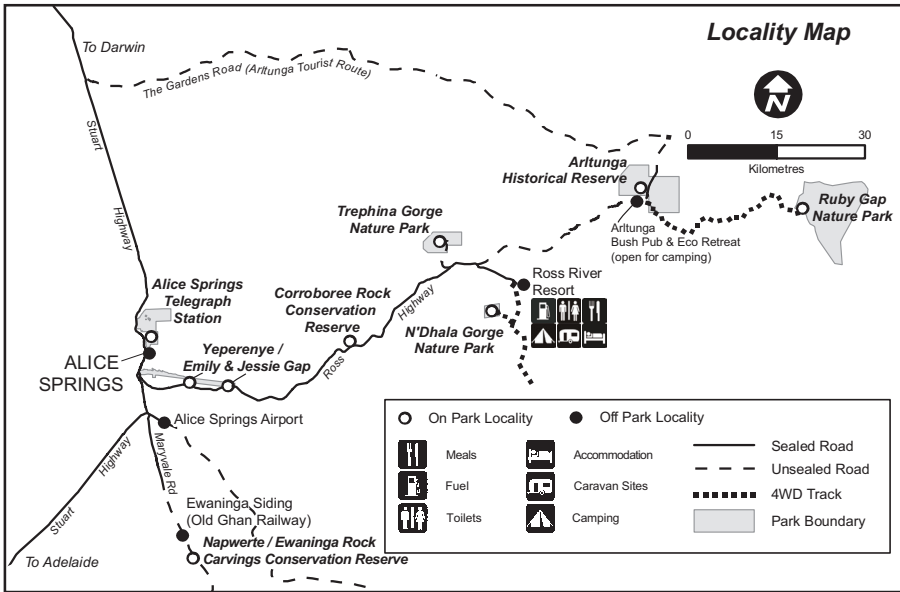 Locality Map
To Darwin
The Gardens Road (Arltunga Tourist Route)
N
0 15 30
Kilometres
Stuart
Highway
Arltunga
Historical Reserve
Ruby Gap
Nature Park
Arltunga
Bush Pub & Eco Retreat
(open for camping)
Trephina Gorge
Nature Park
Ross River
Resort
Alice Springs
Telegraph
Station
Corroboree Rock
Conservation
Reserve
Ross
Highway
N'Dhala Gorge
Nature Park
ALICE
SPRINGS
Yeperenye /
Emily & Jessie Gap
Alice Springs Airport
Stuart
Highway
Maryvale Rd
Ewaninga Siding
(Old Ghan Railway)
Napwerte / Ewaninga Rock
Carvings Conservation Reserve
To Adelaide
On Park Locality
Off Park Locality
Meals
Fuel
Toilets
Accommodation
Caravan Sites
Camping
Sealed Road
Unsealed Road
4WD Track
Park Boundary